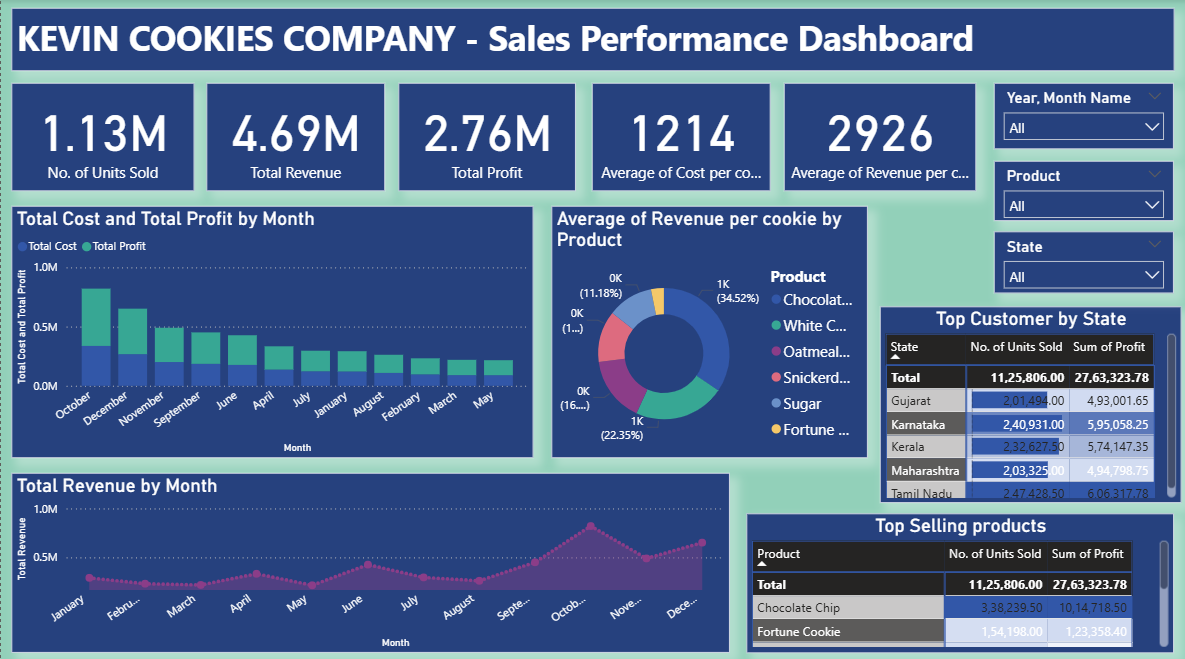 KEVIN COOKIES COMPANY - Sales Performance Dashboard
1.13M
No. of Units Sold
4.69M
Total Revenue
2.76M
Total Profit
1214
Average of Cost per co...
2926
Average of Revenue per c...
Year, Month Name
All
Product
All
State
All
Total Cost and Total Profit by Month
Total Cost Total Profit
Total Cost and Total Profit
1.0M
0.5M
0.0M
October December November September June April July January August February March May
Month
Average of Revenue per cookie by
Product
1K
(34.52%)
1K
(22.35%)
0K
(16....)
0K
(1...)
0K
(11.18%)
Product
Chocolat...
White C...
Oatmeal...
Snickerd...
Sugar
Fortune ...
Top Customer by State
State No. of Units Sold Sum of Profit
Total 11,25,806.00 27,63,323.78
Gujarat 2,01,494.00 4,93,001.65
Karnataka 2,40,931.00 5,95,058.25
Kerala 2,32,627.50 5,74,147.35
Maharashtra 2,03,325.00 4,94,798.75
Tamil Nadu 2,47,428.50 6,06,317.78
Total Revenue by Month
Total Revenue
1.0M
0.5M
January Febru... March April May June July August Septe... Octob... Nove... Dece...
Month
Top Selling products
Product No. of Units Sold Sum of Profit
Total 11,25,806.00 27,63,323.78
Chocolate Chip 3,38,239.50 10,14,718.50
Fortune Cookie 1,54,198.00 1,23,358.40